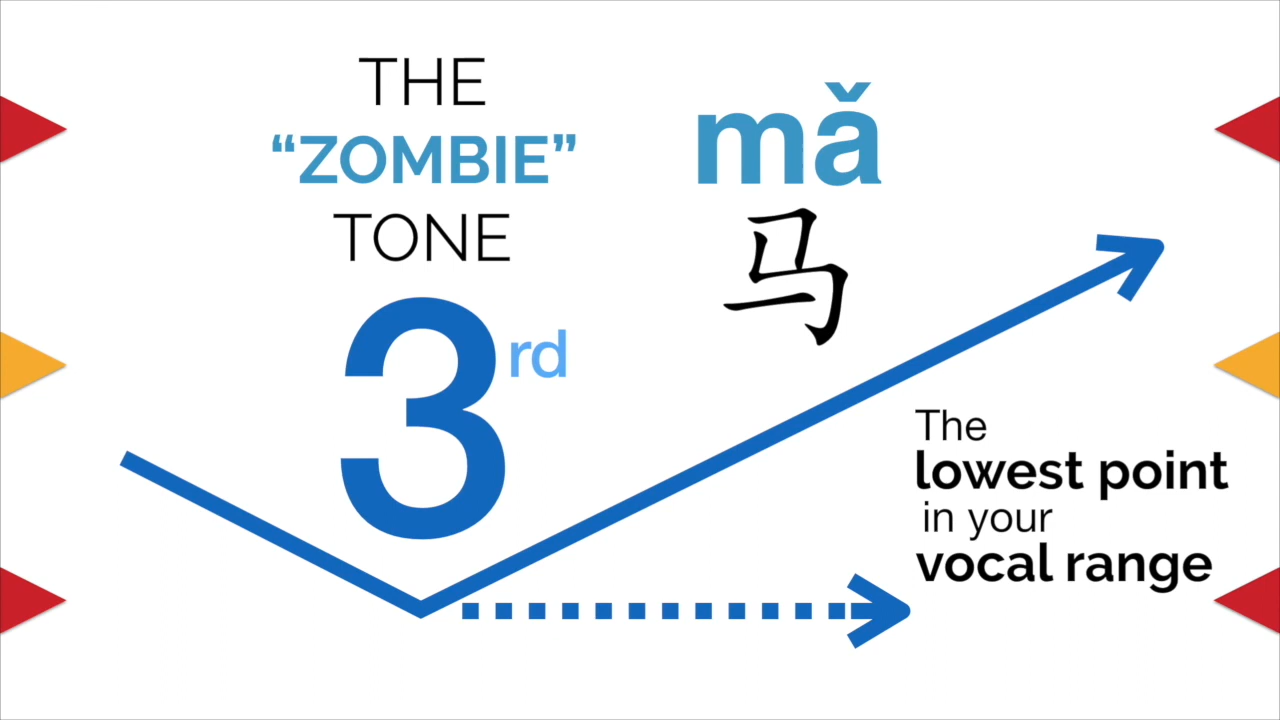 THE
“ZOMBIE”
TONE
3rd
mǎ
马
The
lowest point
in your
vocal range